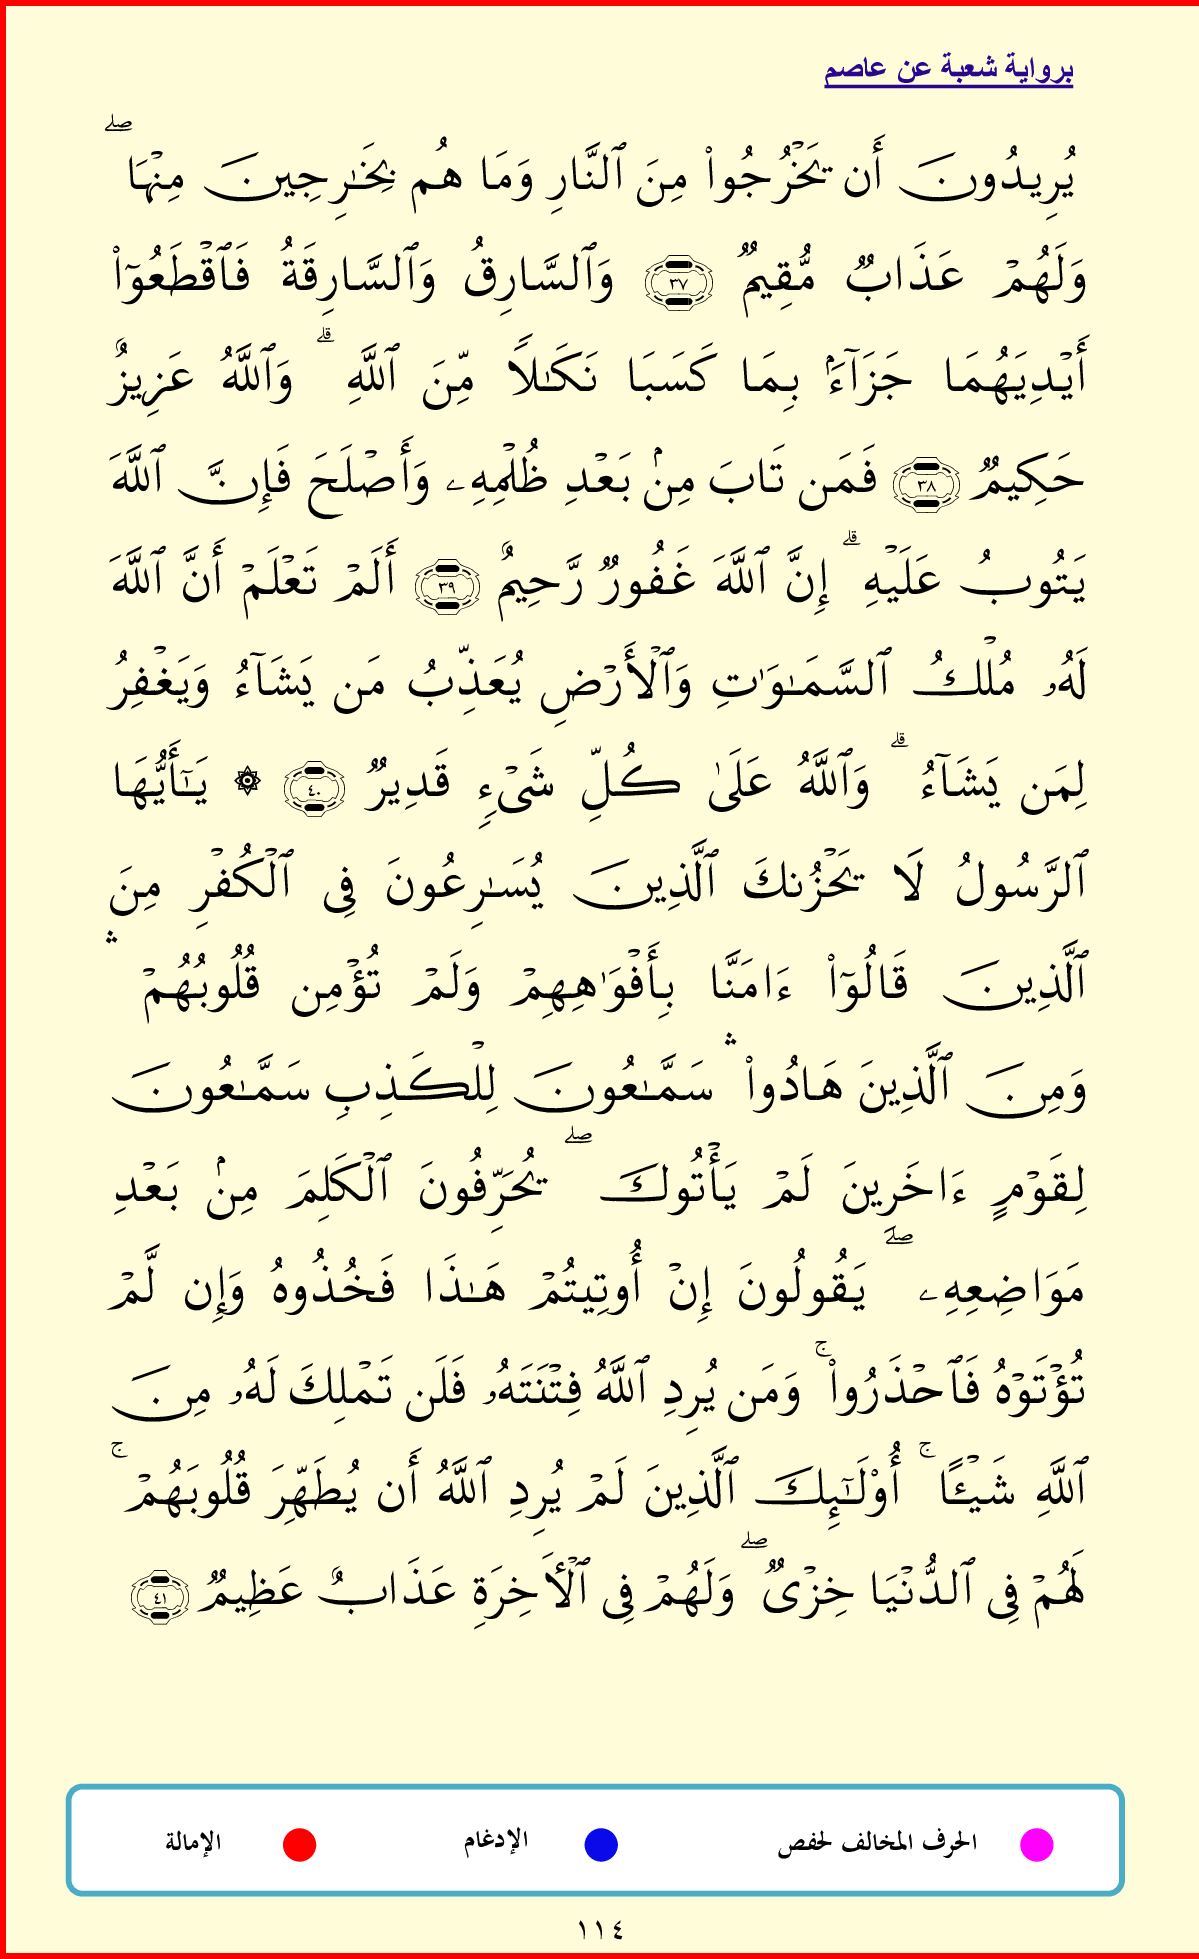 برواية شعبة عن عاصم
يُرِيدُونَ أَن يَخۡرُجُواْ مِنَ ٱلنَّارِ وَمَا هُم بِخَٰرِجِينَ مِنۡهَاۖ
وَلَهُمۡ عَذَابٞ مُّقِيمٞ ٣٧ وَٱلسَّارِقُ وَٱلسَّارِقَةُ فَٱقۡطَعُوٓاْ
أَيۡدِيَهُمَا جَزَآءَۢ بِمَا كَسَبَا نَكَٰلٗا مِّنَ ٱللَّهِۗ وَٱللَّهُ عَزِيزٌ
حَكِيمٞ ٣٨ فَمَن تَابَ مِنۢ بَعۡدِ ظُلۡمِهِۦ وَأَصۡلَحَ فَإِنَّ ٱللَّهَ
يَتُوبُ عَلَيۡهِۗ إِنَّ ٱللَّهَ غَفُورٞ رَّحِيمٌ ٣٩ أَلَمۡ تَعۡلَمۡ أَنَّ ٱللَّهَ
لَهُۥ مُلۡكُ ٱلسَّمَٰوَٰتِ وَٱلۡأَرۡضِ يُعَذِّبُ مَن يَشَآءُ وَيَغۡفِرُ
لِمَن يَشَآءُۗ وَٱللَّهُ عَلَىٰ كُلِّ شَيۡءٖ قَدِيرٞ ٤٠ ۞ يَٰٓأَيُّهَا
ٱلرَّسُولُ لَا يَحۡزُنكَ ٱلَّذِينَ يُسَٰرِعُونَ فِي ٱلۡكُفۡرِ مِنَ
ٱلَّذِينَ قَالُوٓاْ ءَامَنَّا بِأَفۡوَٰهِهِمۡ وَلَمۡ تُؤۡمِن قُلُوبُهُمۡۛ
وَمِنَ ٱلَّذِينَ هَادُواْۛ سَمَّٰعُونَ لِلۡكَذِبِ سَمَّٰعُونَ
لِقَوۡمٍ ءَاخَرِينَ لَمۡ يَأۡتُوكَۖ يُحَرِّفُونَ ٱلۡكَلِمَ مِنۢ بَعۡدِ
مَوَاضِعِهِۦۖ يَقُولُونَ إِنۡ أُوتِيتُمۡ هَٰذَا فَخُذُوهُ وَإِن لَّمۡ
تُؤۡتَوۡهُ فَٱحۡذَرُواْۚ وَمَن يُرِدِ ٱللَّهُ فِتۡنَتَهُۥ فَلَن تَمۡلِكَ لَهُۥ مِنَ
ٱللَّهِ شَيۡـًٔاۚ أُوْلَٰٓئِكَ ٱلَّذِينَ لَمۡ يُرِدِ ٱللَّهُ أَن يُطَهِّرَ قُلُوبَهُمۡۚ
لَهُمۡ فِي ٱلدُّنۡيَا خِزۡيٞۖ وَلَهُمۡ فِي ٱلۡأٓخِرَةِ عَذَابٌ عَظِيمٞ ٤١
الحرف المخالف لحفص الإدغام الإمالة
١١٤